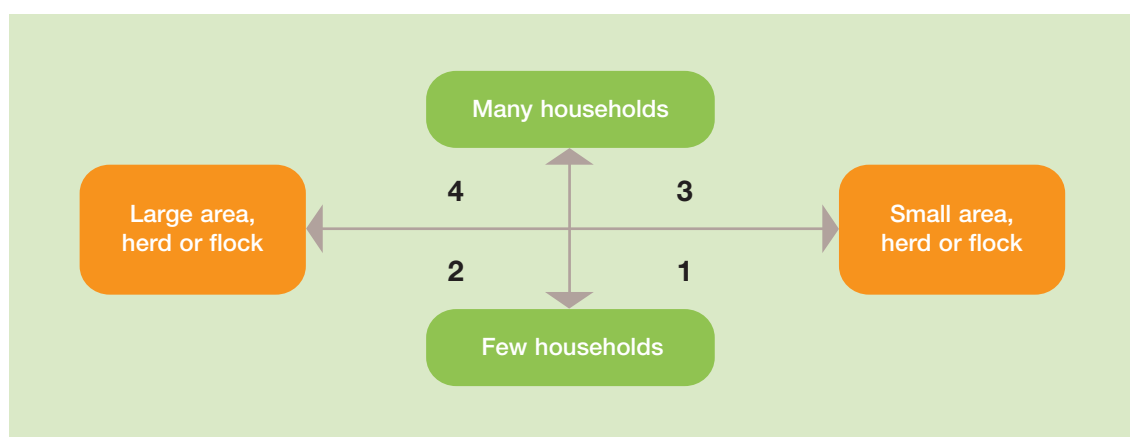 Many households
4
3
Large area,
herd or flock
Small area,
herd or flock
2
1
Few households